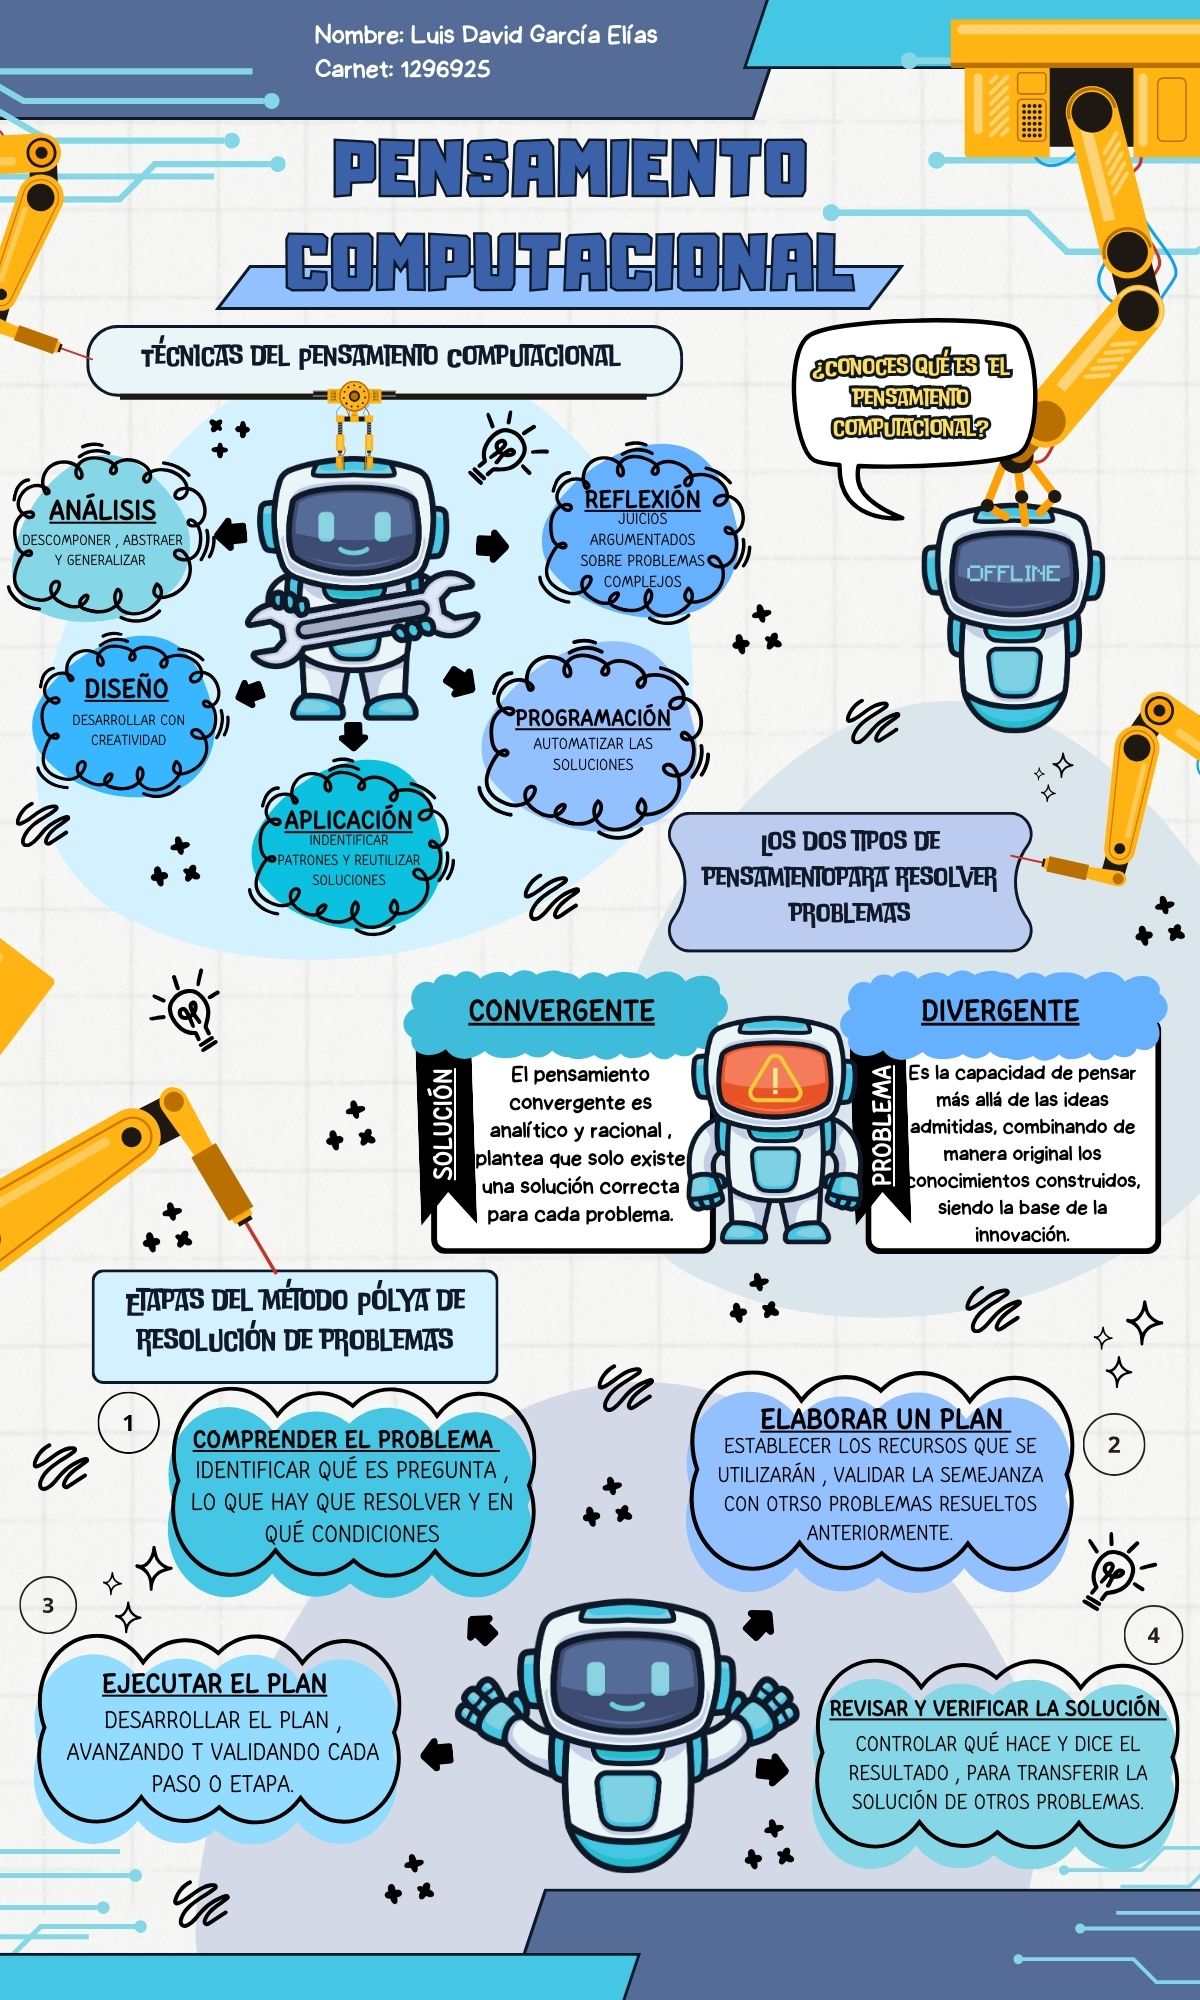 Nombre: Luis David García Elías
Carnet: 1296925
PENSAMIENTO
COMPUTACIONAL
TÉCNICAS DEL PENSAMIENTO COMPUTACIONAL
¿CONOCES QUÉ ES EL
PENSAMIENTO
COMPUTACIONAL?
OFFLINE
ANÁLISIS
DESCOMPONER , ABSTRAER
Y GENERALIZAR
REFLEXIÓN
JUICIOS
ARGUMENTADOS
SOBRE PROBLEMAS
COMPLEJOS
DISEÑO
DESARROLLAR CON
CREATIVIDAD
PROGRAMACIÓN
AUTOMATIZAR LAS
SOLUCIONES
APLICACIÓN
INDENTIFICAR
PATRONES Y REUTILIZAR
SOLUCIONES
LOS DOS TIPOS DE
PENSAMIENTOPARA RESOLVER
PROBLEMAS
CONVERGENTE
SOLUCIÓN
El pensamiento
convergente es
analítico y racional ,
plantea que solo existe
una solución correcta
para cada problema.
DIVERGENTE
PROBLEMA
Es la capacidad de pensar
más allá de las ideas
admitidas, combinando de
manera original los
conocimientos construidos,
siendo la base de la
innovación.
ETAPAS DEL MÉTODO PÓLYA DE
RESOLUCIÓN DE PROBLEMAS
1
COMPRENDER EL PROBLEMA
IDENTIFICAR QUÉ ES PREGUNTA ,
LO QUE HAY QUE RESOLVER Y EN
QUÉ CONDICIONES
2
ELABORAR UN PLAN
ESTABLECER LOS RECURSOS QUE SE
UTILIZARÁN , VALIDAR LA SEMEJANZA
CON OTRSO PROBLEMAS RESUELTOS
ANTERIORMENTE.
3
EJECUTAR EL PLAN
DESARROLLAR EL PLAN ,
AVANZANDO T VALIDANDO CADA
PASO O ETAPA.
4
REVISAR Y VERIFICAR LA SOLUCIÓN
CONTROLAR QUÉ HACE Y DICE EL
RESULTADO , PARA TRANSFERIR LA
SOLUCIÓN DE OTROS PROBLEMAS.